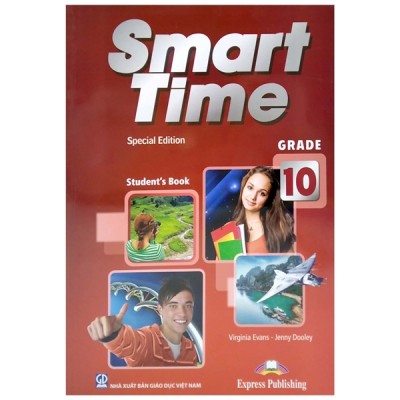 Smart
Time
Special Edition
GRADE
10
Student's Book
Virginia Evans - Jenny Dooley
NHÀ XUẤT BẢN GIÁO DỤC VIỆT NAM
Express Publishing